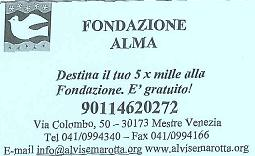 FONDAZIONE
ALMA
Destina il tuo 5 x mille alla
Fondazione. E' gratuito!
90114620272
Via Colombo, 50 - 30173 Mestre Venezia
Tel 041/0994340 – Fax 041/0994166
E-mail info@alvisemarotta.org www.alvisemarotta.org